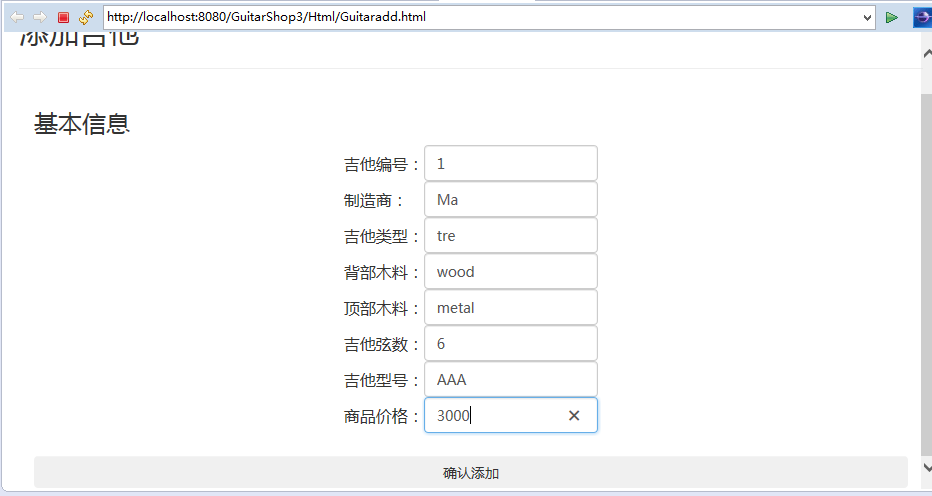 http://localhost:8080/GuitarShop3/Html/Guitaradd.html
添加吉他
基本信息
吉他编号： 1
制造商： Ma
吉他类型： tre
背部木料： wood
顶部木料： metal
吉他弦数： 6
吉他型号： AAA
商品价格： 3000
确认添加